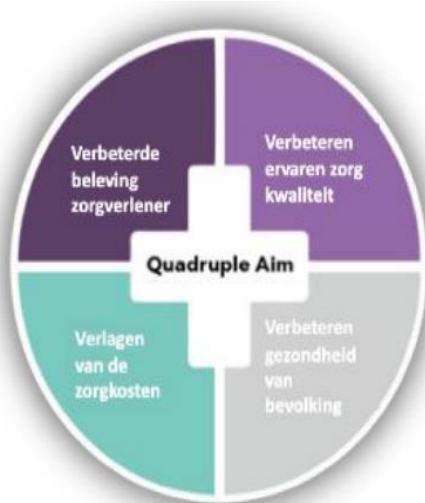 Verbeterde
beleving
zorgverlener
Verbeteren
ervaren zorg
kwaliteit
Quadruple Aim
Verlagen
van de
zorgkosten
Verbeteren
gezondheid
van
bevolking